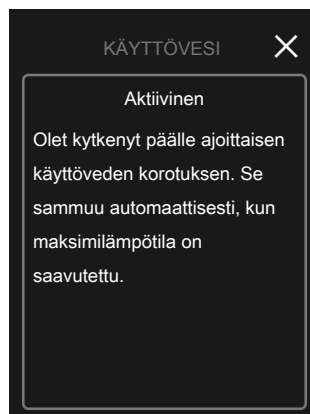 KÄYTTÖVESI
Aktiivinen
Olet kytkenyt päälle ajoittaisen
käyttöveden korotuksen. Se
sammuu automaattisesti, kun
maksimilämpötila on
saavutettu.